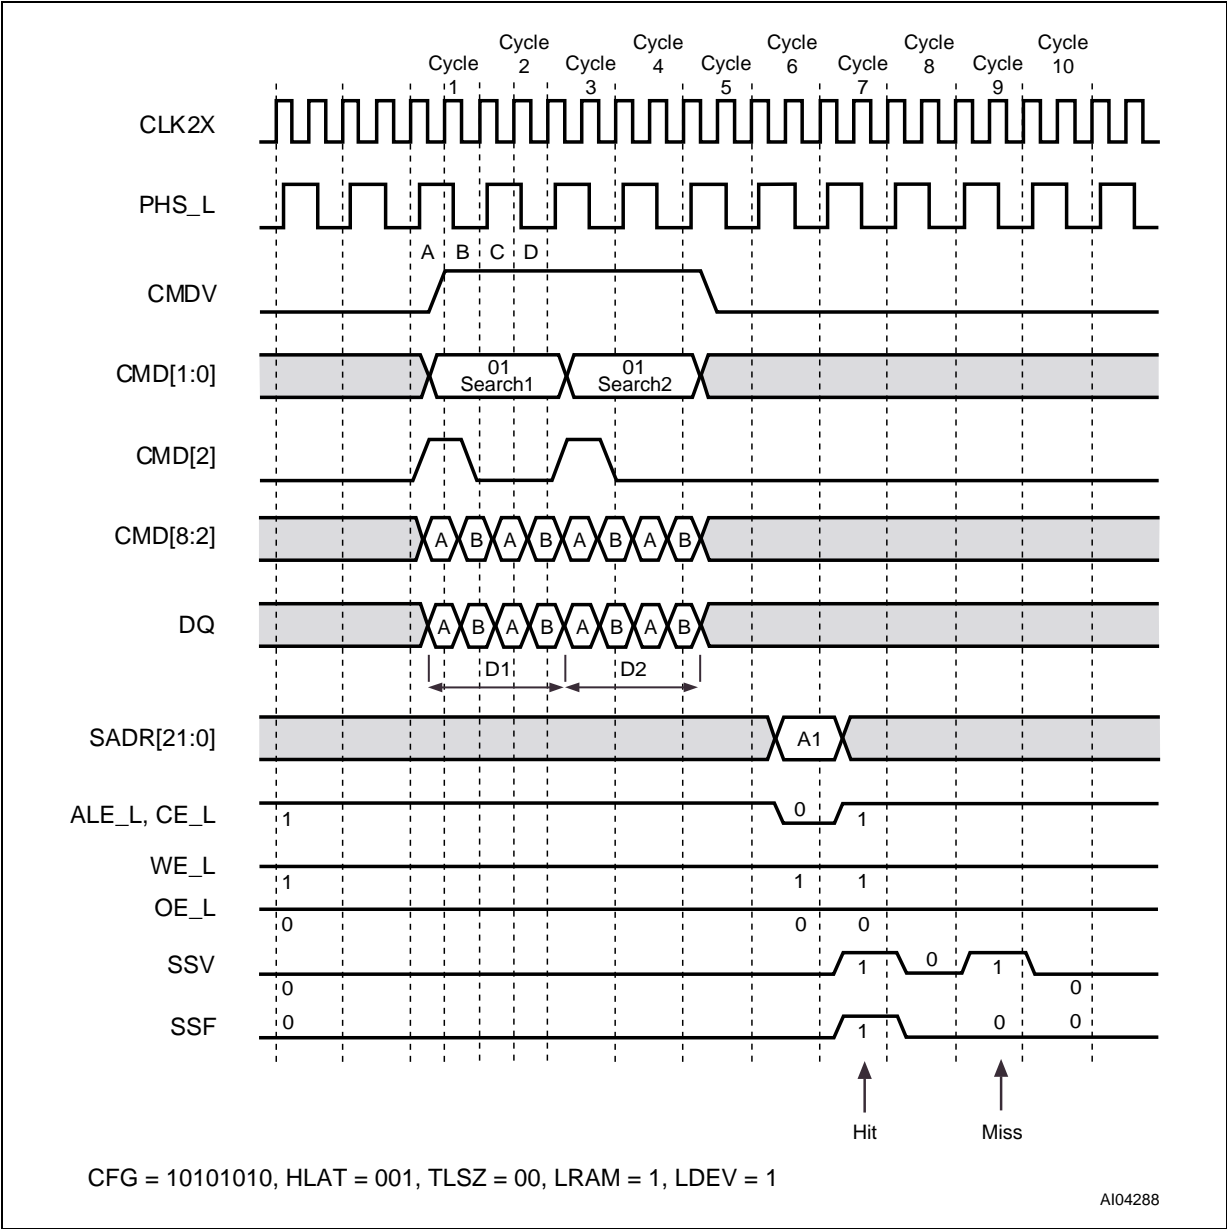 Cycle 1
Cycle 2
Cycle 3
Cycle 4
Cycle 5
Cycle 6
Cycle 7
Cycle 8
Cycle 9
Cycle 10
CLK2X
PHS_L
A B C D
CMDV
CMD[1:0]
01
Search1
01
Search2
CMD[2]
CMD[8:2]
A B A B A B A B
DQ
A B A B A B A B
D1 D2
SADR[21:0]
A1
ALE_L, CE_L
1 0 1
WE_L
1 1 1
OE_L
0 0 0
SSV
0 1 0 1 0
SSF
0 1 0 0
Hit Miss
CFG = 10101010, HLAT = 001, TLSZ = 00, LRAM = 1, LDEV = 1
AI04288